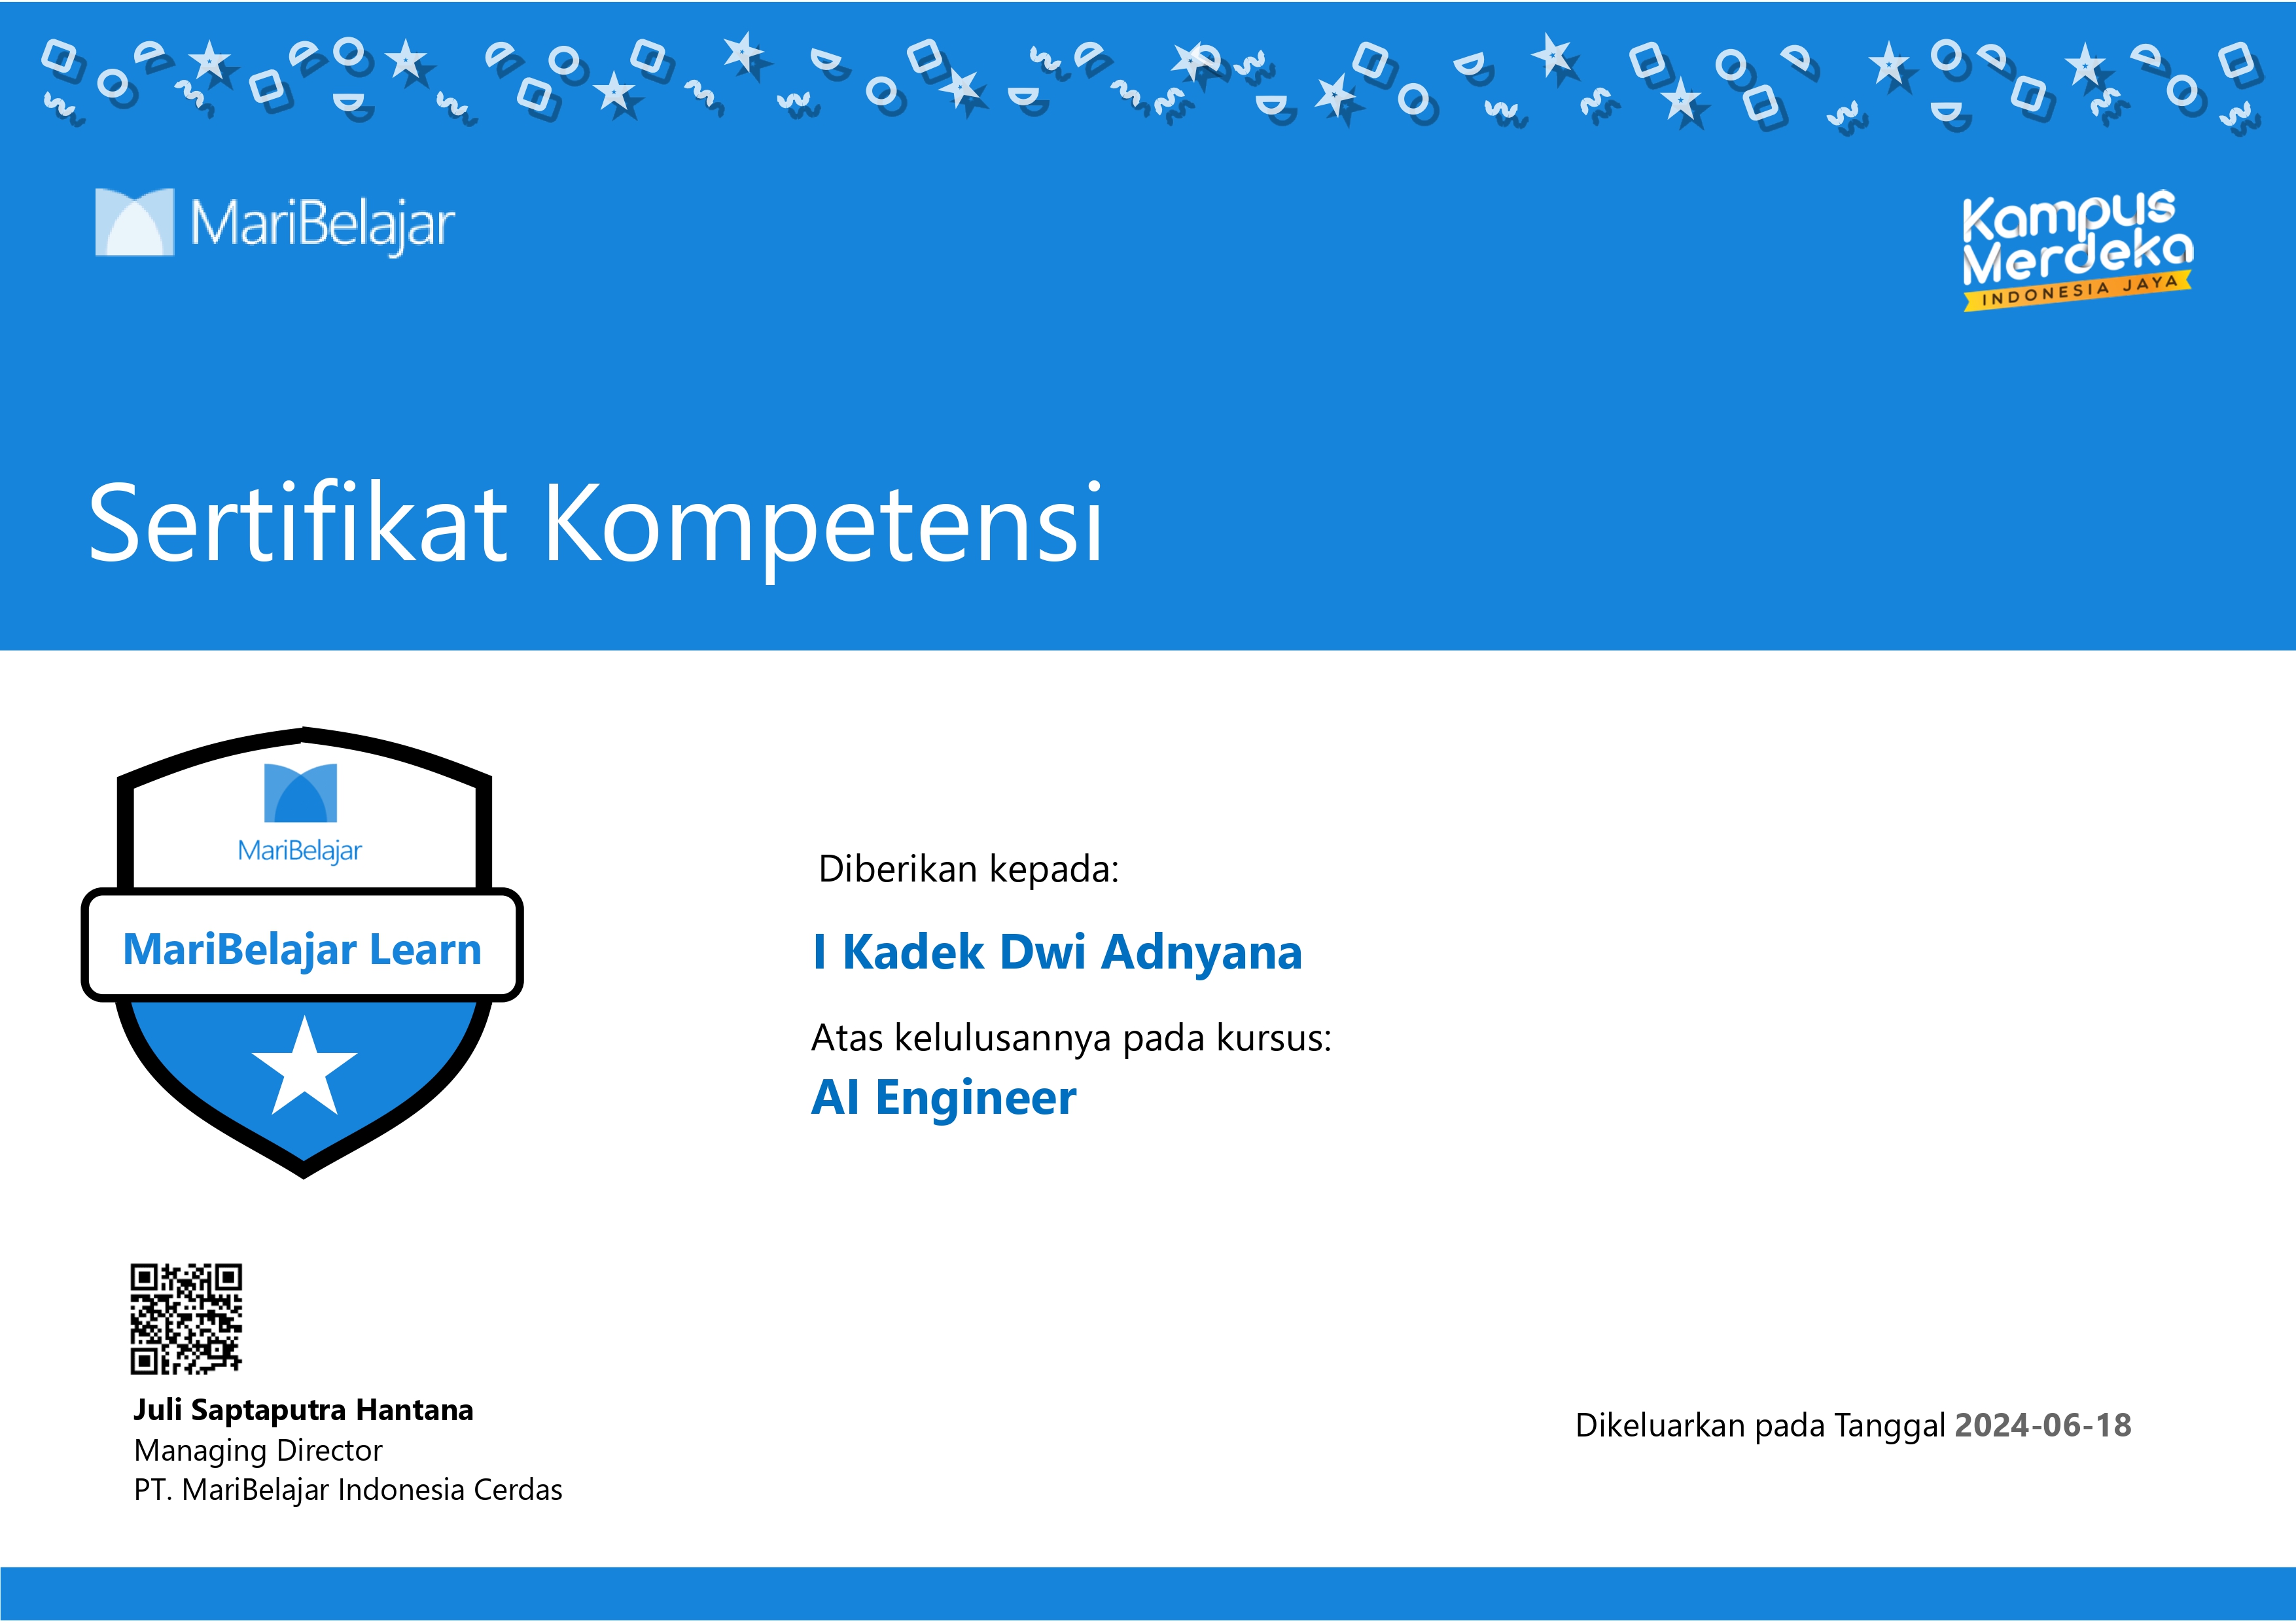 MariBelajar
Kampus
Merdeka
INDONESIA JAYA
Sertifikat Kompetensi
MariBelajar
MariBelajar Learn
Diberikan kepada:
I Kadek Dwi Adnyana
Atas kelulusannya pada kursus:
AI Engineer
Juli Saptaputra Hantana
Managing Director
PT. MariBelajar Indonesia Cerdas
Dikeluarkan pada Tanggal 2024-06-18